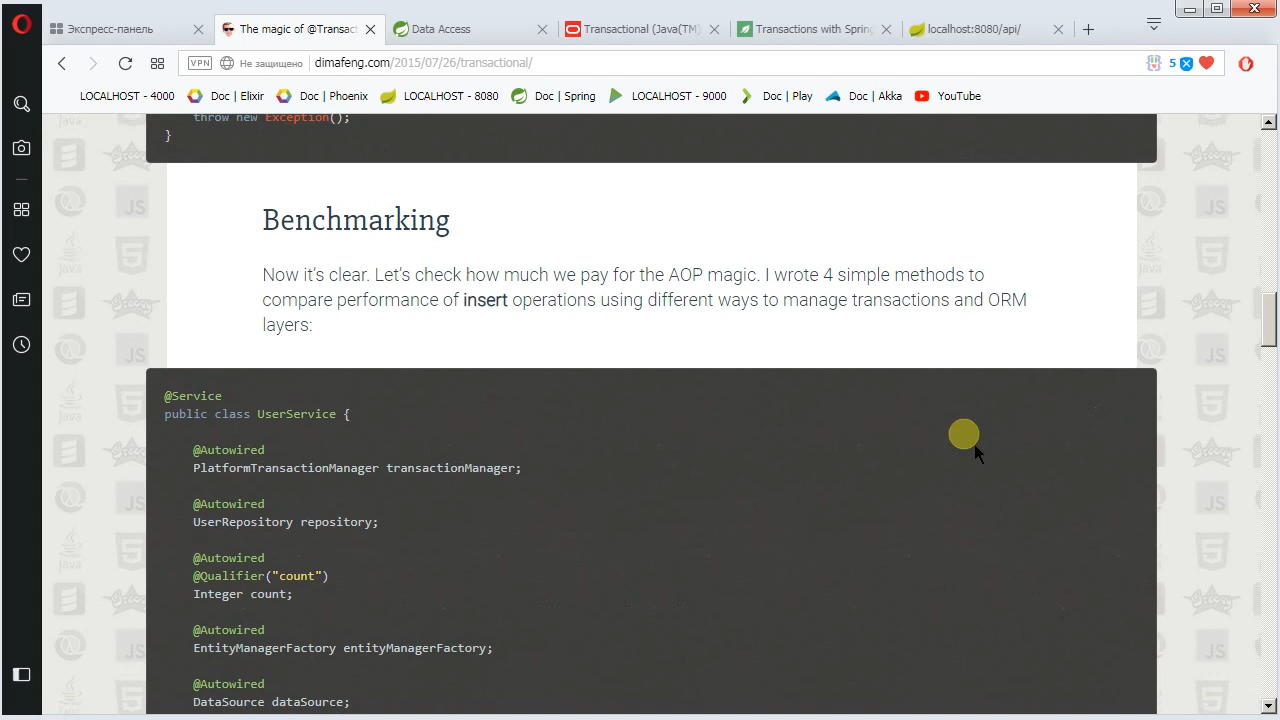 Экспресс-панель
The magic of @Transact
Data Access
Transactional (Java(TM)
Transactions with Spring
localhost:8080/api/
VPN
Не защищено
dimafeng.com/2015/07/26/transactional/
5
LOCALHOST - 4000
Doc | Elixir
Doc | Phoenix
LOCALHOST - 8080
Doc | Spring
LOCALHOST - 9000
Doc | Play
Doc | Akka
YouTube
throw new Exception();
}
Benchmarking
Now it's clear. Let's check how much we pay for the AOP magic. I wrote 4 simple methods to
compare performance of insert operations using different ways to manage transactions and ORM
layers:
@Service
public class UserService {
@Autowired
PlatformTransactionManager transactionManager;
@Autowired
UserRepository repository;
@Autowired
@Qualifier("count")
Integer count;
@Autowired
EntityManagerFactory entityManagerFactory;
@Autowired
DataSource dataSource;